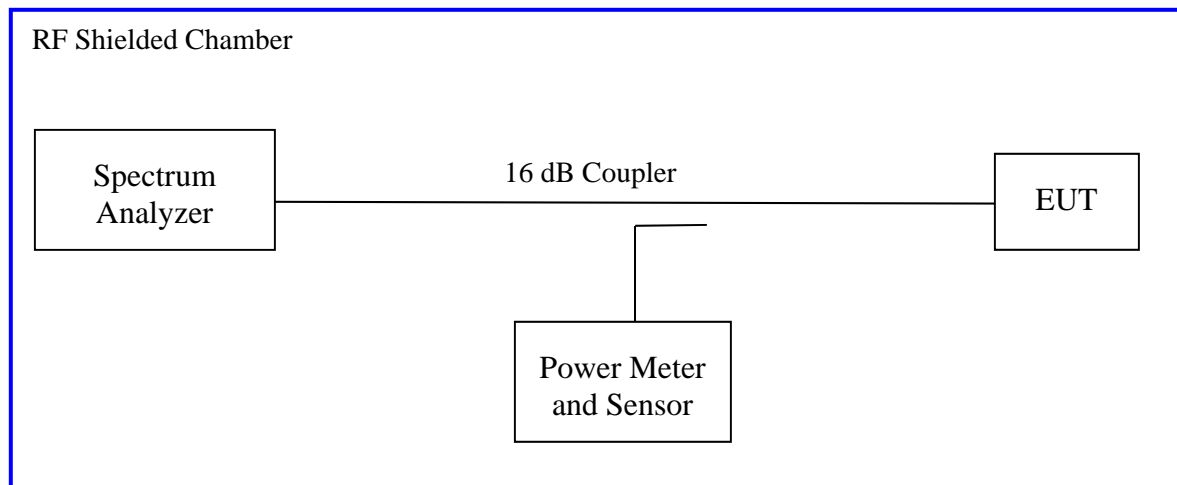 RF Shielded Chamber
Spectrum
Analyzer
16 dB Coupler
EUT
Power Meter
and Sensor